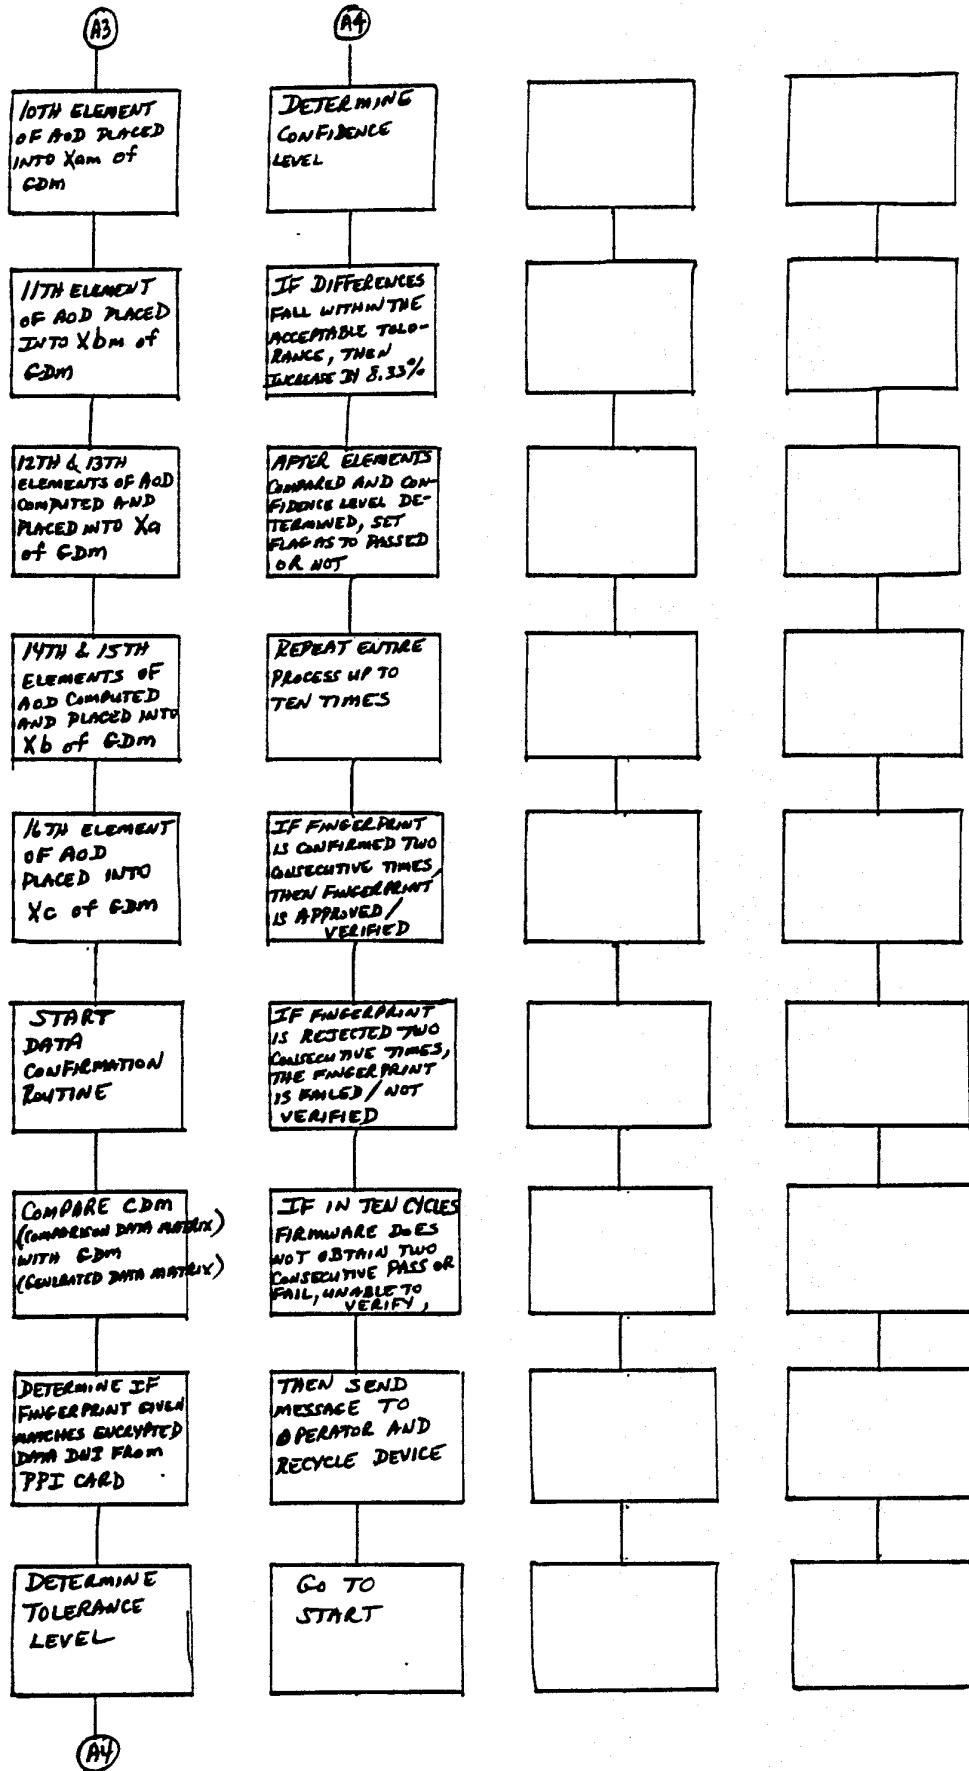 A3
10TH ELEMENT
OF AOD PLACED
INTO Xam of
GDM
11TH ELEMENT
OF AOD PLACED
INTO Xbm of
GDM
12TH & 13TH
ELEMENTS OF AOD
COMPUTED AND
PLACED INTO Xa
of GDM
14TH & 15TH
ELEMENTS OF
AOD COMPUTED
AND PLACED INTO
Xb of GDM
16TH ELEMENT
OF AOD
PLACED INTO
Xc of GDM
START
DATA
CONFIRMATION
ROUTINE
COMPARE CDM
(COMPARISON DATA MATRIX)
WITH GDM
(GENERATED DATA MATRIX)
DETERMINE IF
FINGERPRINT GIVEN
MATCHES ENCRYPTED
DATA DNI FROM
PPI CARD
DETERMINE
TOLERANCE
LEVEL
A4
A4
DETERMINE
CONFIDENCE
LEVEL
IF DIFFERENCES
FALL WITHIN THE
ACCEPTABLE TOLO-
RANCE, THEN
INCREASE BY 8.33%
AFTER ELEMENTS
COMPARED AND CON-
FIDENCE LEVEL DE-
TERMINED, SET
FLAG AS TO PASSED
OR NOT
REPEAT ENTIRE
PROCESS UP TO
TEN TIMES
IF FINGERPRINT
IS CONFIRMED TWO
CONSECUTIVE TIMES,
THEN FINGERPRINT
IS APPROVED/
VERIFIED
IF FINGERPRINT
IS REJECTED TWO
CONSECUTIVE TIMES,
THE FINGERPRINT
IS FAILED/NOT
VERIFIED
IF IN TEN CYCLES
FIRMWARE DOES
NOT OBTAIN TWO
CONSECUTIVE PASS OR
FAIL, UNABLE TO
VERIFY,
THEN SEND
MESSAGE TO
OPERATOR AND
RECYCLE DEVICE
GO TO
START